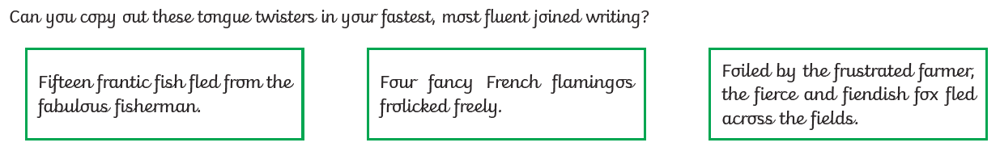 Can you copy out these tongue twisters in your fastest, most fluent joined writing?
Fifteen frantic fish fled from the
fabulous fisherman.
Four fancy French flamingos
frolicked freely.
Foiled by the frustrated farmer,
the fierce and fiendish fox fled
across the fields.